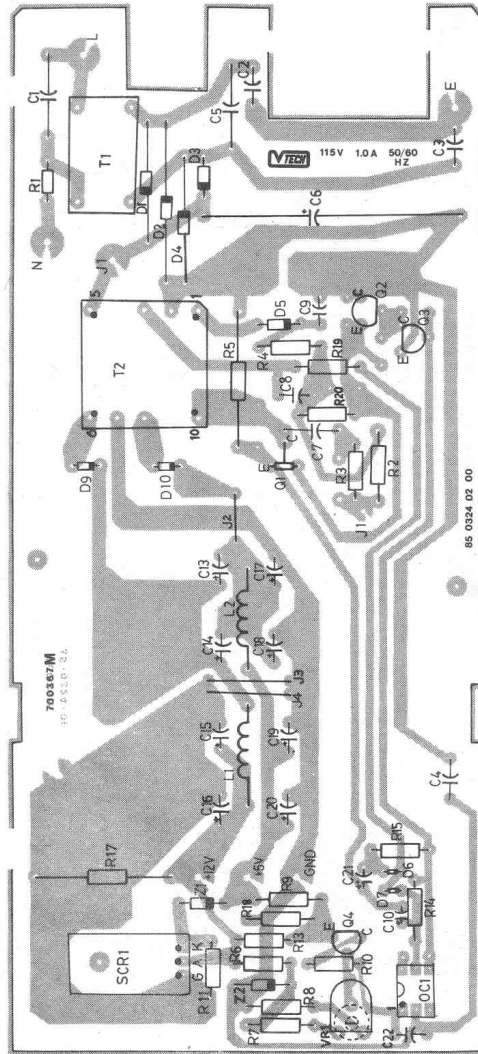 L
C1
R1
N
T1
C2
C5
E
VTECH 115V 1.0A 50/60 HZ
C3
D1
D2
D4
D3
C6
J1
5
1
T2
6
10
D5
C9
Q2
C
E
Q3
C
E
R4
R5
R19
C8
R20
C
C7
E
Q1
R3
R2
J1
D9
D10
J2
85 0324 02 00
C13
C17
L2
C14
C18
700367M
J3
J4
C15
C19
C16
C20
C4
R17
+12V
+5V
GND
Z1
R9
R18
C21
R15
D6
D7
SCR1
K
A
G
R11
R6
R13
E
Q4
C
C10
R14
Z2
R10
R8
R7
VR1
OC1
C22